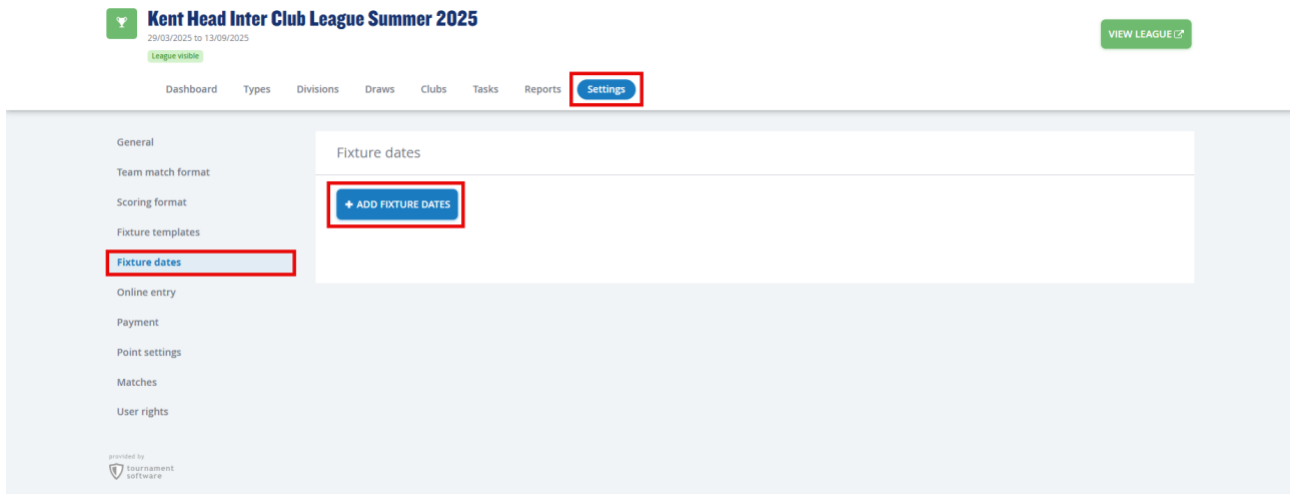 Kent Head Inter Club League Summer 2025
29/03/2025 to 13/09/2025
League visible
VIEW LEAGUE
Dashboard Types Divisions Draws Clubs Tasks Reports Settings
General
Team match format
Scoring format
Fixture templates
Fixture dates
Online entry
Payment
Point settings
Matches
User rights
Fixture dates
+ ADD FIXTURE DATES
provided by
tournament
software